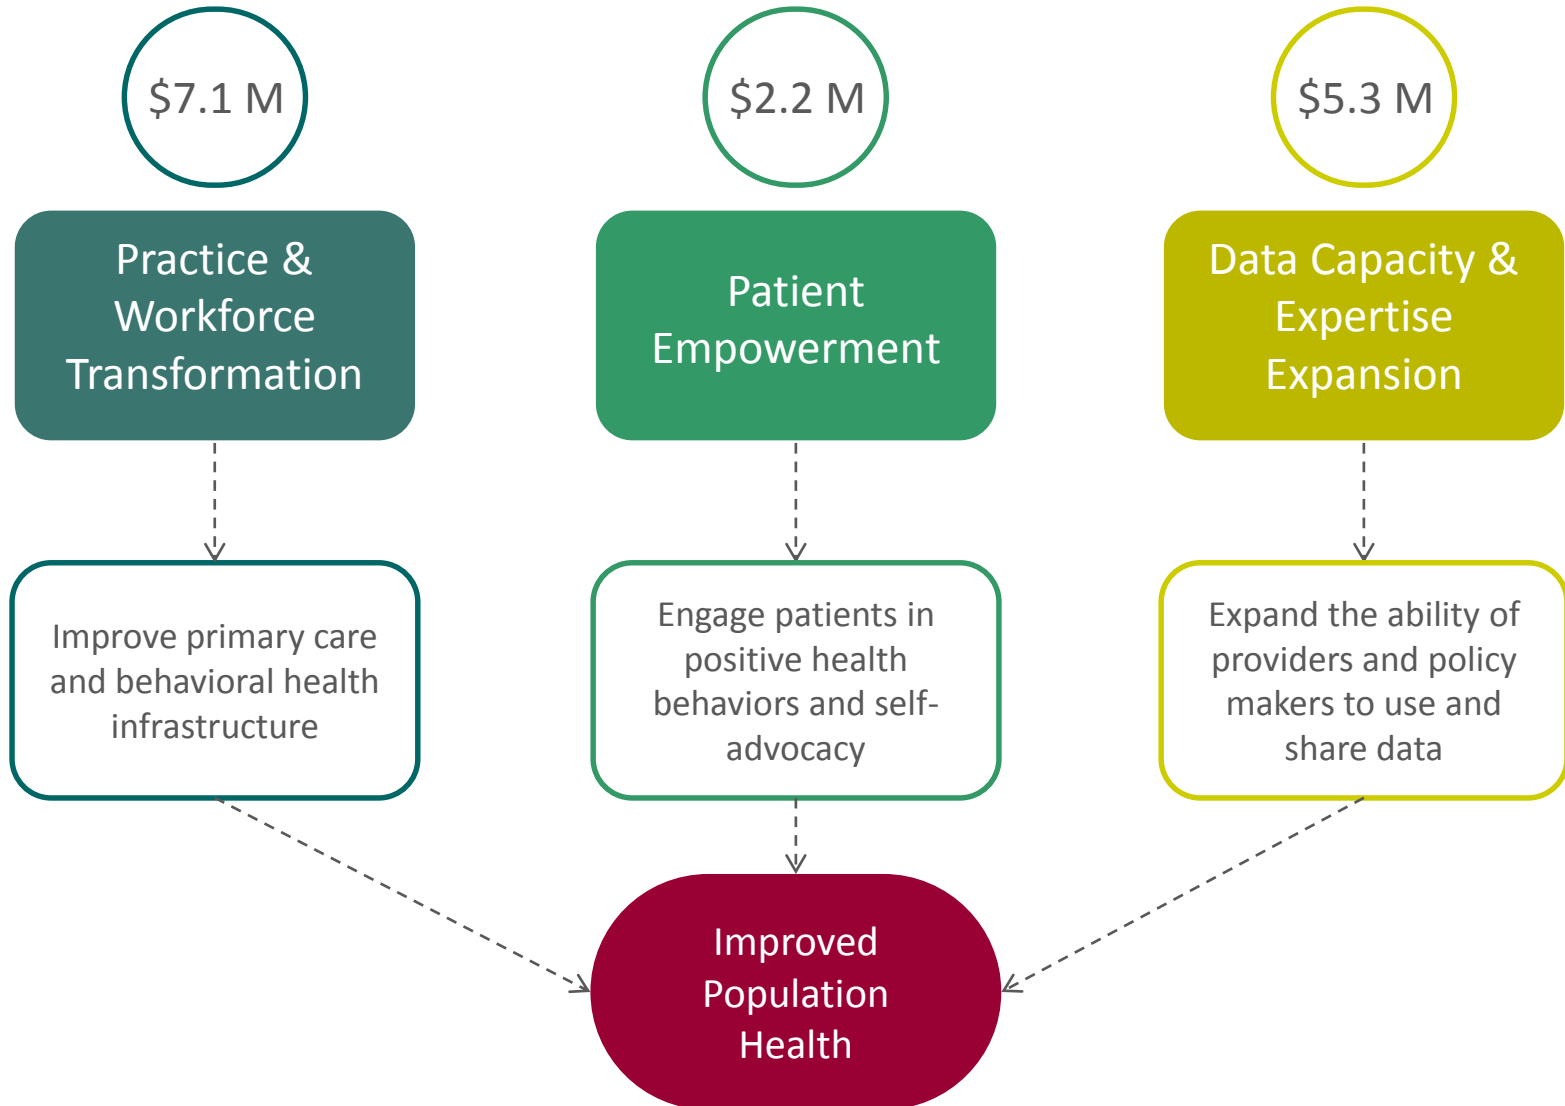 $7.1 M
$2.2 M
$5.3 M
Practice &
Workforce
Transformation
Patient
Empowerment
Data Capacity &
Expertise
Expansion
Improve primary care
and behavioral health
infrastructure
Engage patients in
positive health
behaviors and self-
advocacy
Expand the ability of
providers and policy
makers to use and
share data
Improved
Population
Health